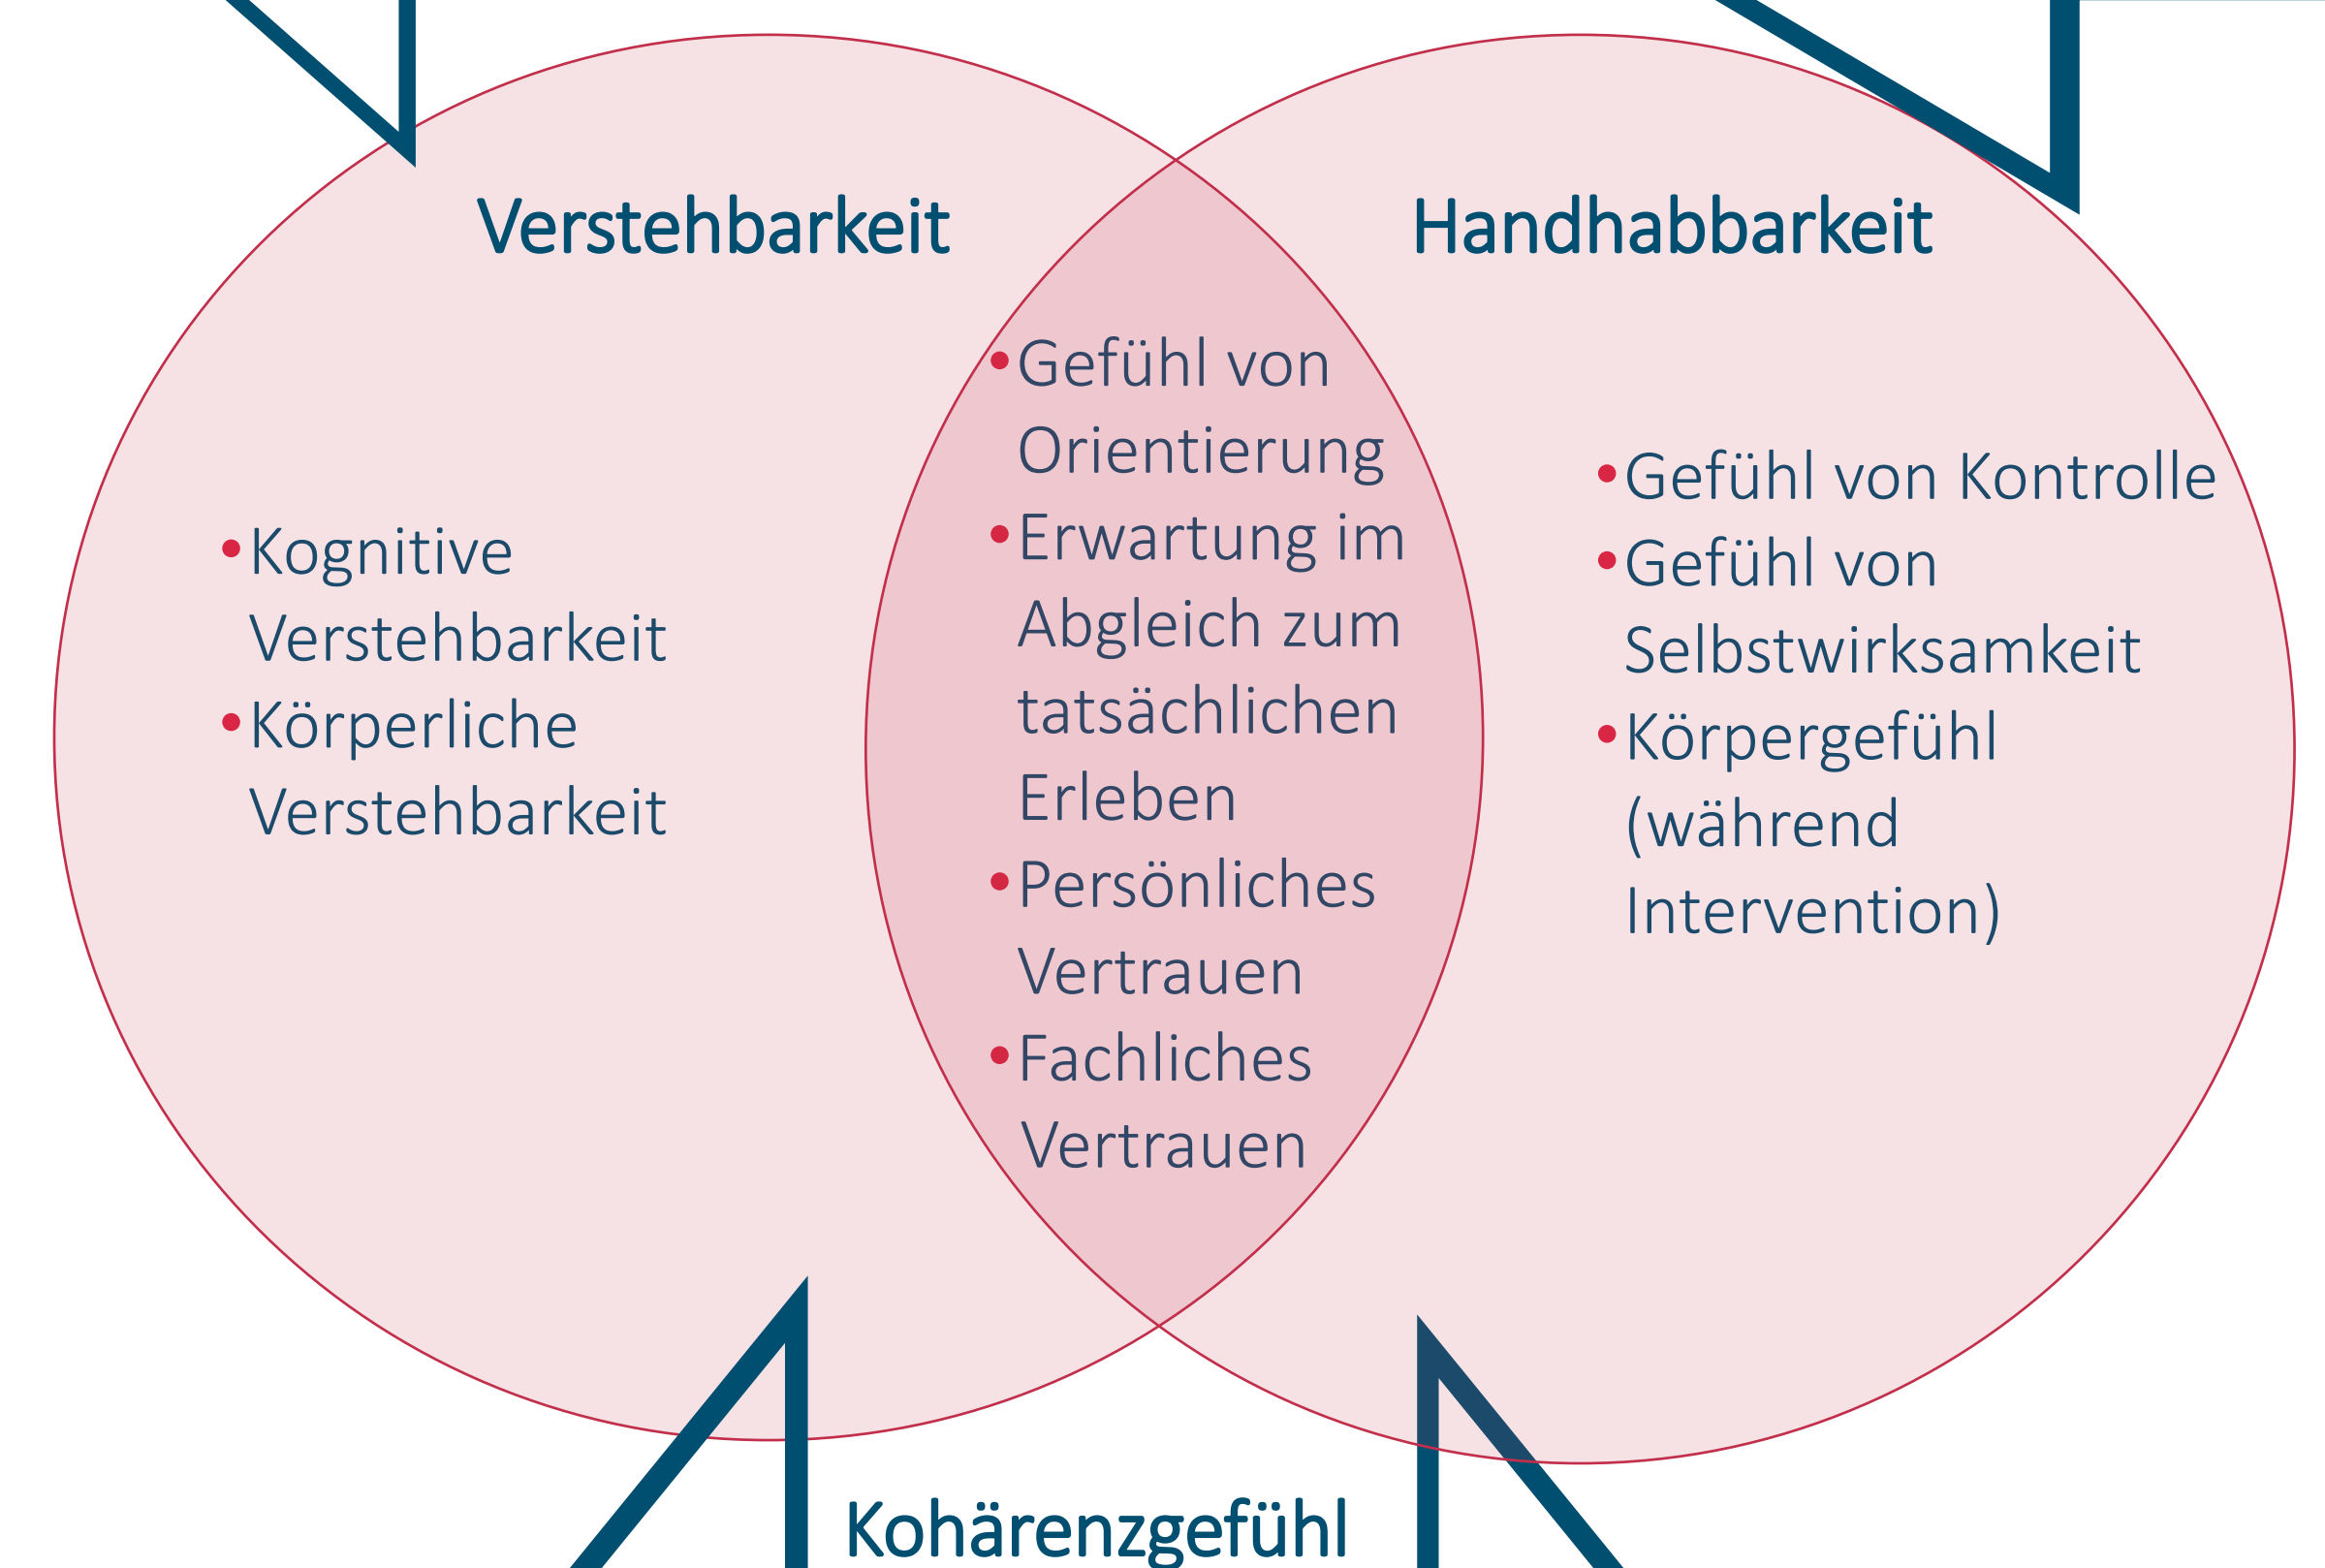 Verstehbarkeit
Handhabbarkeit
• Kognitive
Verstehbarkeit
• Körperliche
Verstehbarkeit
• Gefühl von
Orientierung
• Erwartung im
Abgleich zum
tatsächlichen
Erleben
• Persönliches
Vertrauen
• Fachliches
Vertrauen
• Gefühl von Kontrolle
• Gefühl von
Selbstwirksamkeit
• Körpergefühl
(während
Intervention)
Kohärenzgefühl